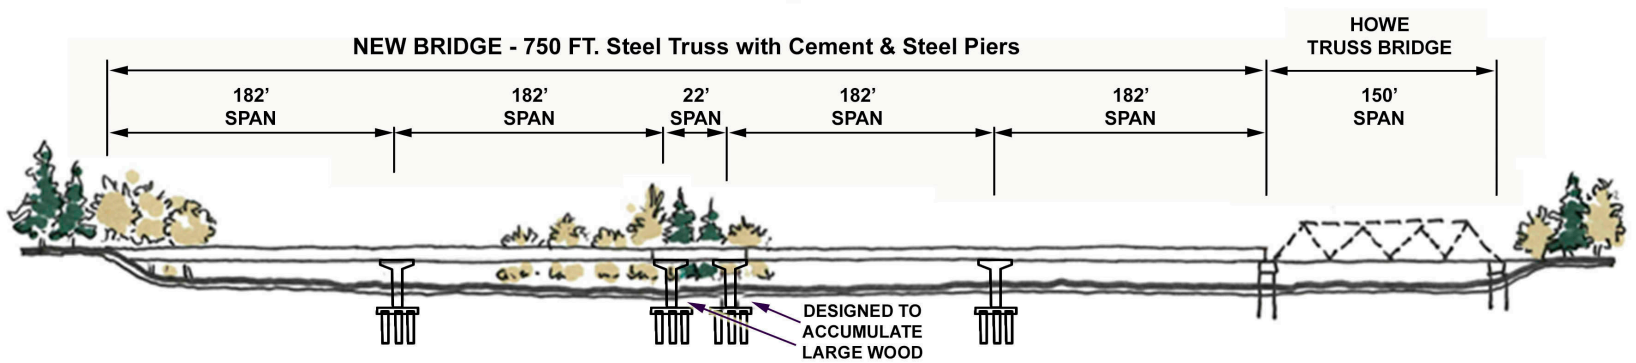 HOWE
TRUSS BRIDGE
NEW BRIDGE - 750 FT. Steel Truss with Cement & Steel Piers
182’
SPAN
182’
SPAN
22’
SPAN
182’
SPAN
182’
SPAN
150’
SPAN
DESIGNED TO
ACCUMULATE
LARGE WOOD